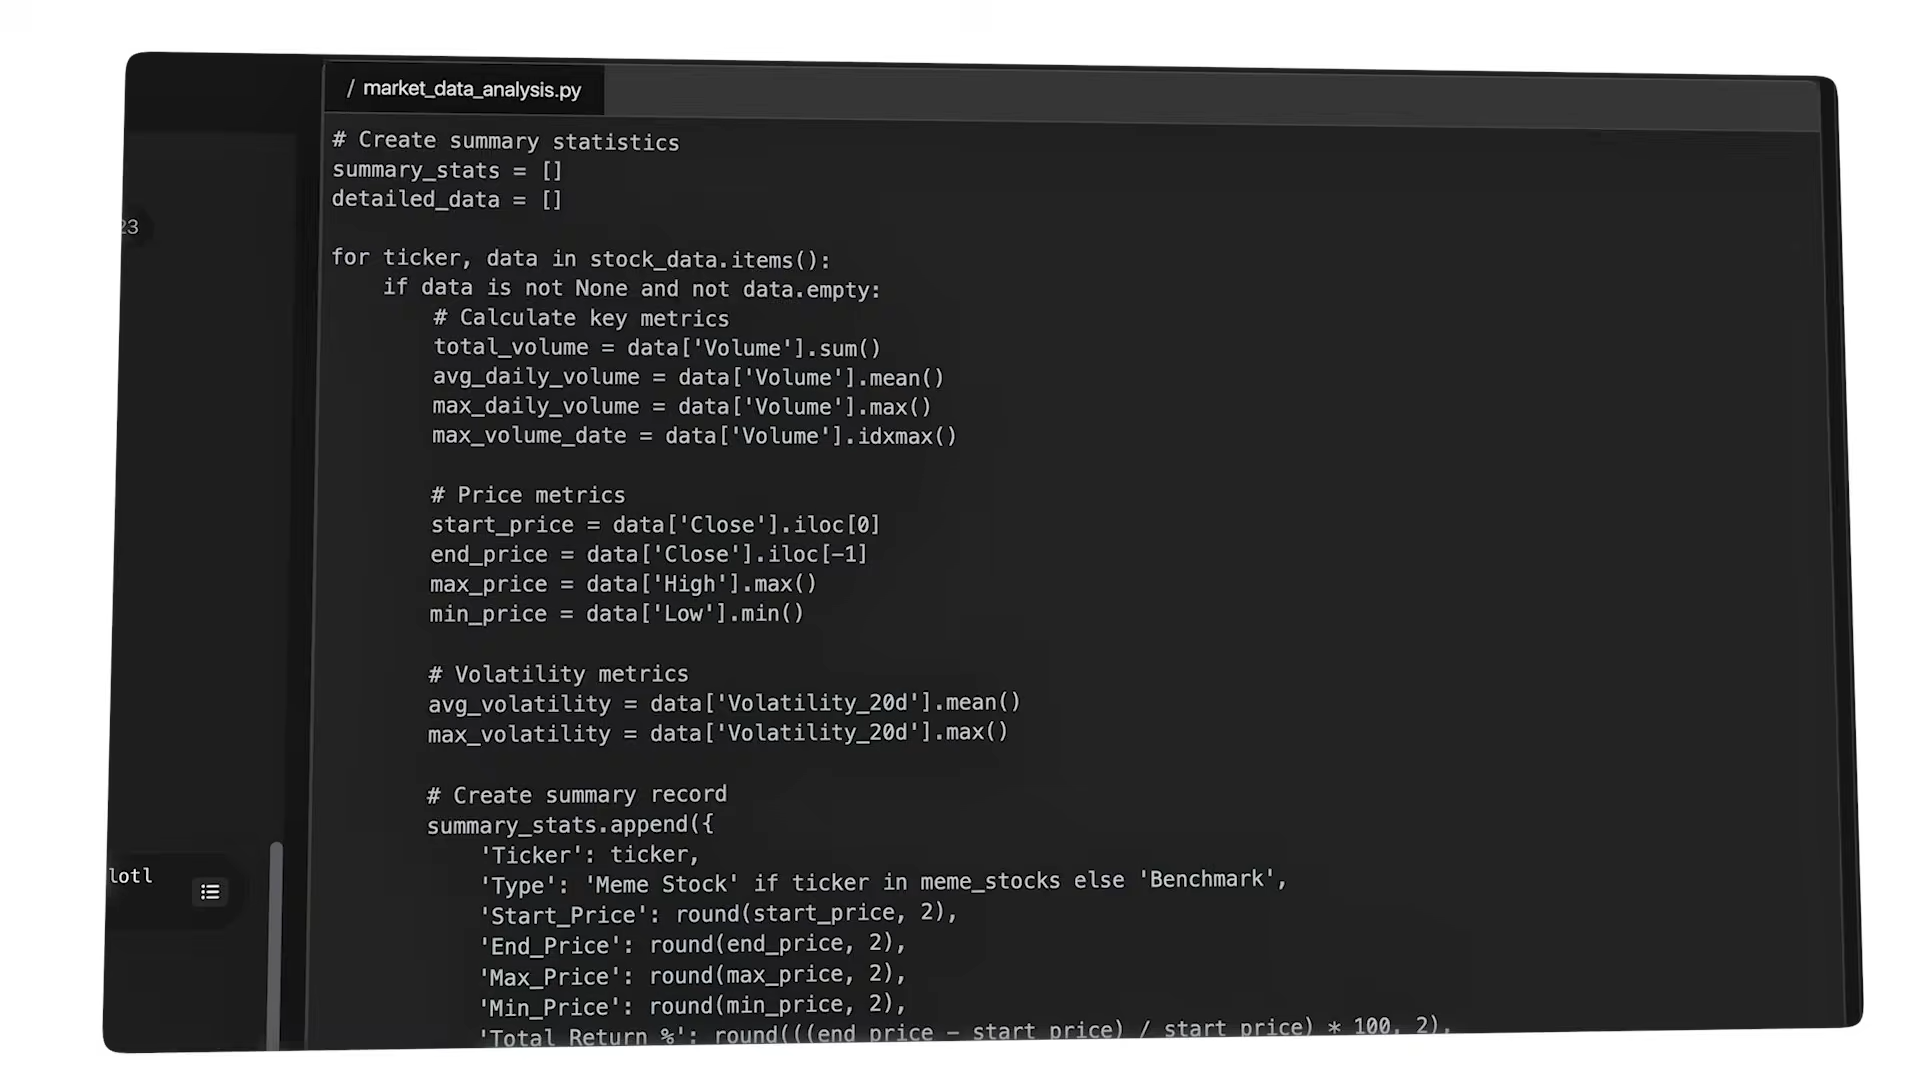 23
lotl
/ market_data_analysis.py
# Create summary statistics
summary_stats = []
detailed_data = []
for ticker, data in stock_data.items():
    if data is not None and not data.empty:
        # Calculate key metrics
        total_volume = data['Volume'].sum()
        avg_daily_volume = data['Volume'].mean()
        max_daily_volume = data['Volume'].max()
        max_volume_date = data['Volume'].idxmax()
        # Price metrics
        start_price = data['Close'].iloc[0]
        end_price = data['Close'].iloc[-1]
        max_price = data['High'].max()
        min_price = data['Low'].min()
        # Volatility metrics
        avg_volatility = data['Volatility_20d'].mean()
        max_volatility = data['Volatility_20d'].max()
        # Create summary record
        summary_stats.append({
            'Ticker': ticker,
            'Type': 'Meme Stock' if ticker in meme_stocks else 'Benchmark',
            'Start_Price': round(start_price, 2),
            'End_Price': round(end_price, 2),
            'Max_Price': round(max_price, 2),
            'Min_Price': round(min_price, 2),
            'Total_Return_%': round(((end_price - start_price) / start_price) * 100, 2),